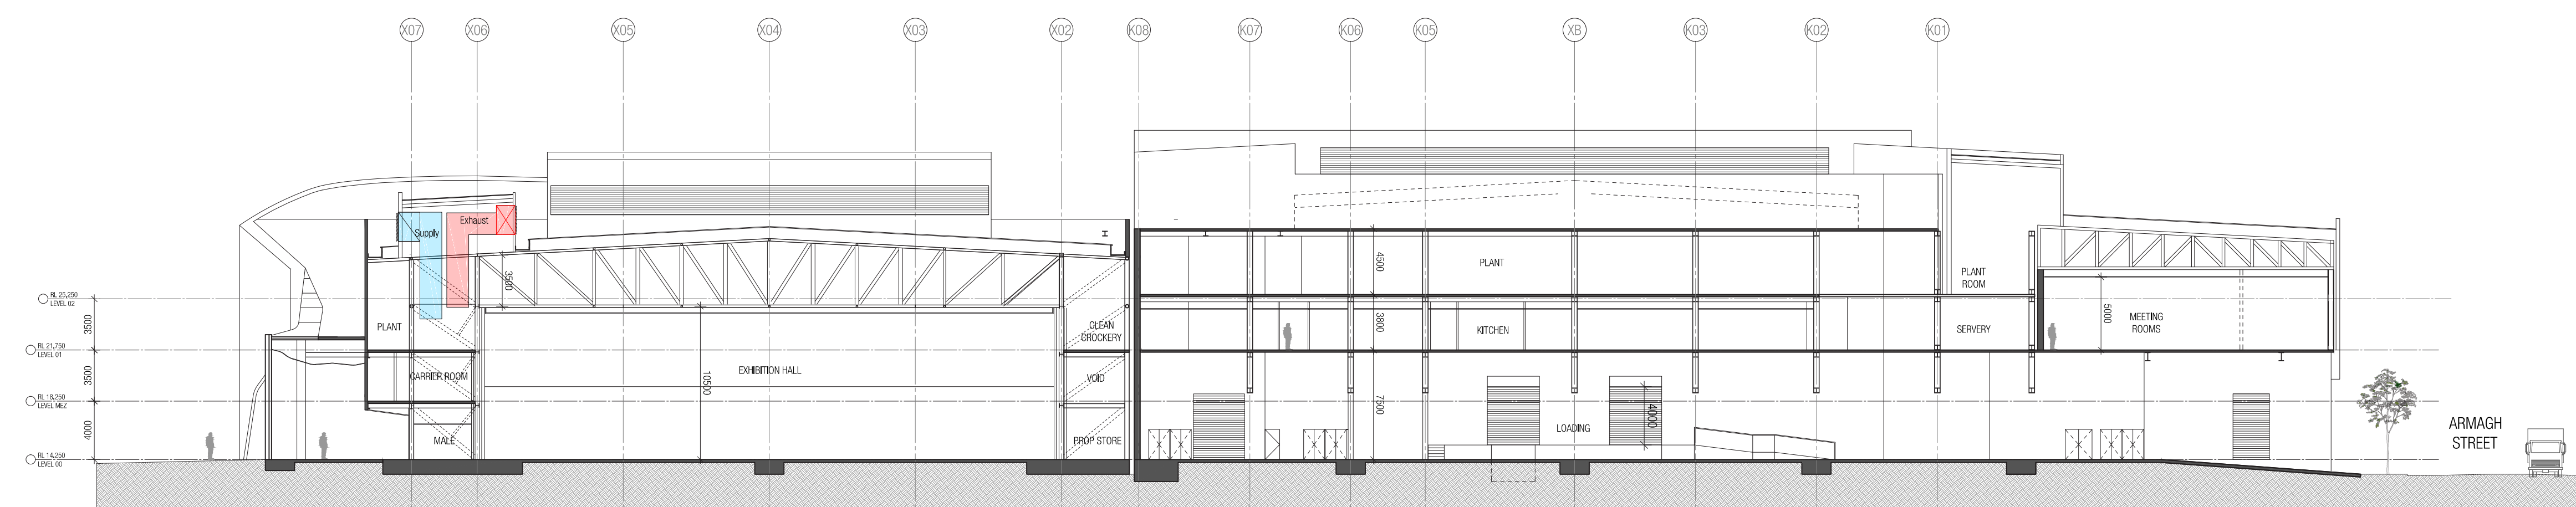 X07
X06
X05
X04
X03
X02
K08
K07
K06
K05
XB
K03
K02
K01
Exhaust
Supply
3500
4500
PLANT
PLANT
ROOM
RL 25,250
LEVEL 02
3500
PLANT
CLEAN
CROCKERY
3800
KITCHEN
SERVERY
5000
MEETING
ROOMS
RL 21,750
LEVEL 01
3500
CARRIER ROOM
EXHIBITION HALL
10500
VOID
RL 18,250
LEVEL MEZ
4000
MALE
PROP STORE
7500
LOADING
4000
ARMAGH
STREET
RL 14,250
LEVEL 00